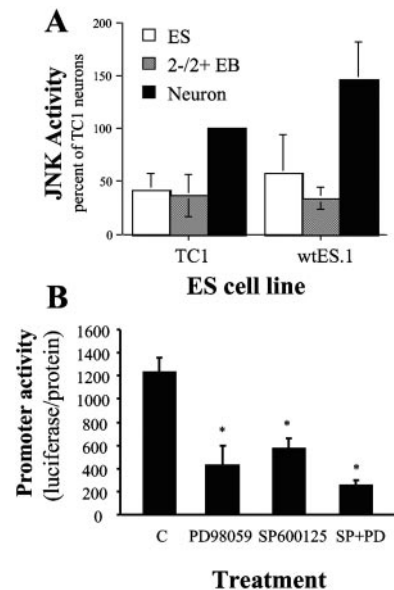 A
JNK Activity
percent of TC1 neurons
200
150
100
50
0
ES
2-/2+ EB
Neuron
TC1
wtES.1
ES cell line
B
Promoter activity
(luciferase/protein)
1600
1400
1200
1000
800
600
400
200
0
*
*
*
C
PD98059
SP600125
SP+PD
Treatment